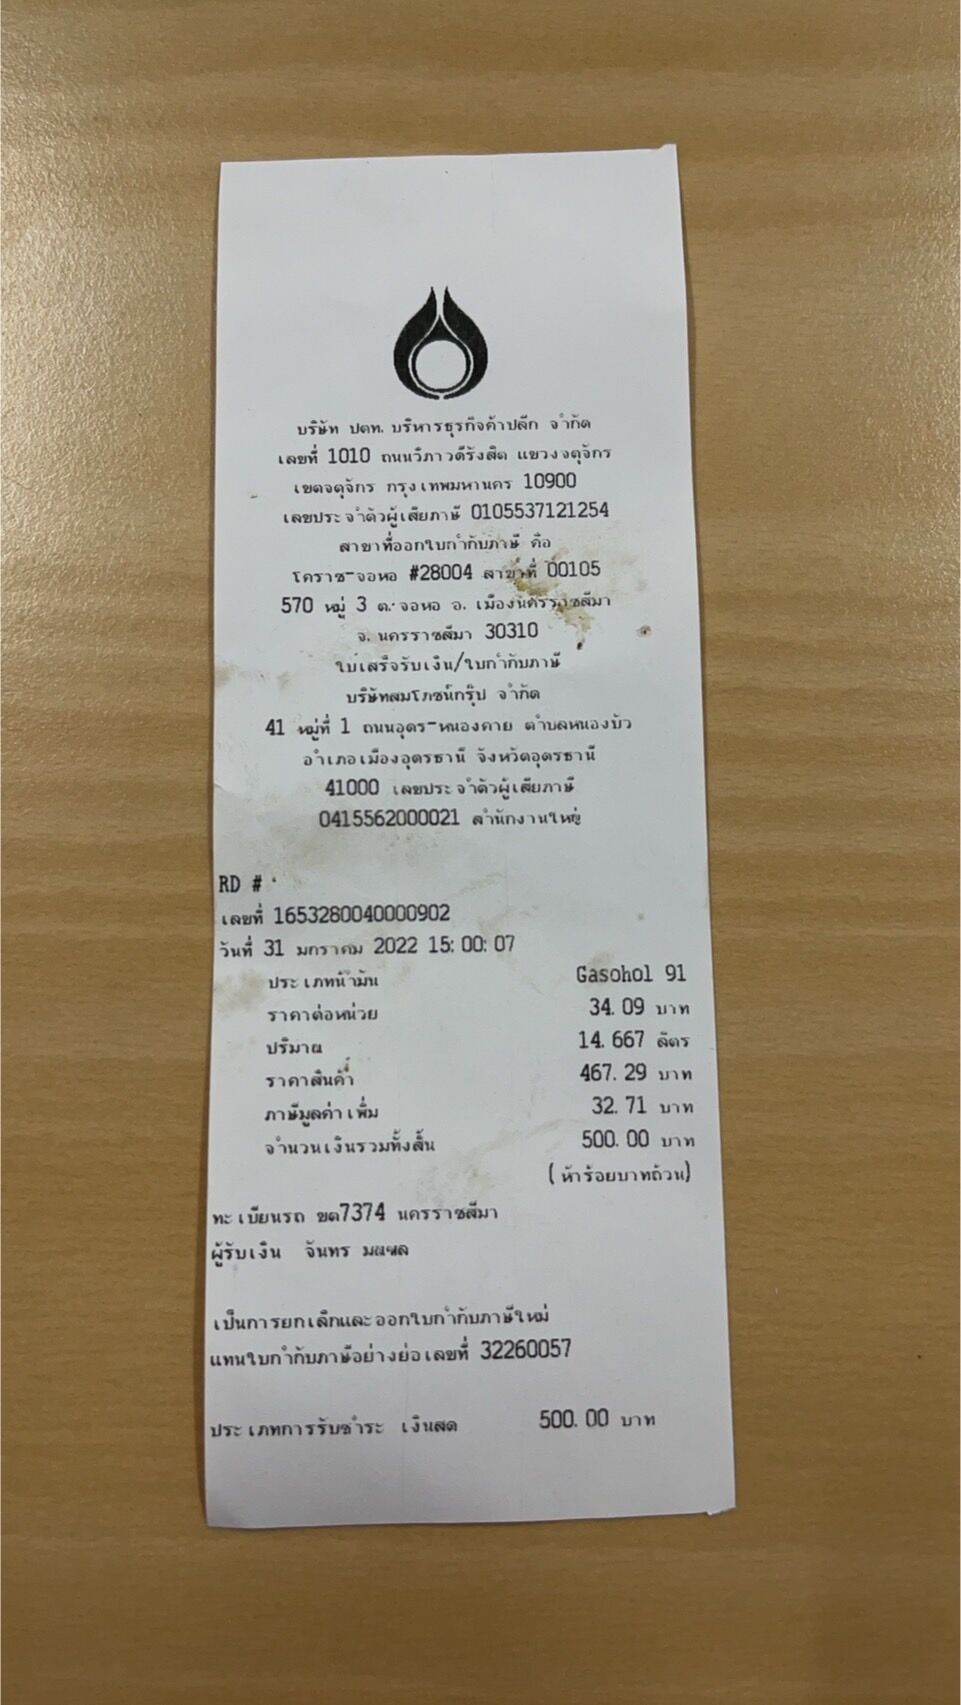 บริษัท ปตท. บริหารธุรกิจค้าปลีก จำกัด
เลขที่ 1010 ถนนวิภาวดีรังสิต แขวงจตุจักร
เขตจตุจักร กรุงเทพมหานคร 10900
เลขประจำตัวผู้เสียภาษี 0105537121254
สาขาที่ออกใบกำกับภาษี คือ
โคราช-จอหอ #28004 สาขาที่ 00105
570 หมู่ 3 ต.จอหอ อ. เมืองนครราชสีมา
จ. นครราชสีมา 30310
ใบเสร็จรับเงิน/ใบกำกับภาษี
บริษัทสมโภชน์กรุ๊ป จำกัด
41 หมู่ที่ 1 ถนนอุดร-หนองคาย ตำบลหนองบัว
อำเภอเมืองอุดรธานี จังหวัดอุดรธานี
41000 เลขประจำตัวผู้เสียภาษี
0415562000021 สำนักงานใหญ่
RD #
เลขที่ 1653280040000902
วันที่ 31 มกราคม 2022 15:00:07
ประเภทน้ำมัน Gasohol 91
ราคาต่อหน่วย 34.09 บาท
ปริมาณ 14.667 ลิตร
ราคาสินค้า 467.29 บาท
ภาษีมูลค่าเพิ่ม 32.71 บาท
จำนวนเงินรวมทั้งสิ้น 500.00 บาท
(ห้าร้อยบาทถ้วน)
ทะเบียนรถ ขต7374 นครราชสีมา
ผู้รับเงิน จันทร มณฑล
เป็นการยกเลิกและออกใบกำกับภาษีใหม่
แทนใบกำกับภาษีอย่างย่อเลขที่ 32260057
ประเภทการรับชำระ เงินสด 500.00 บาท